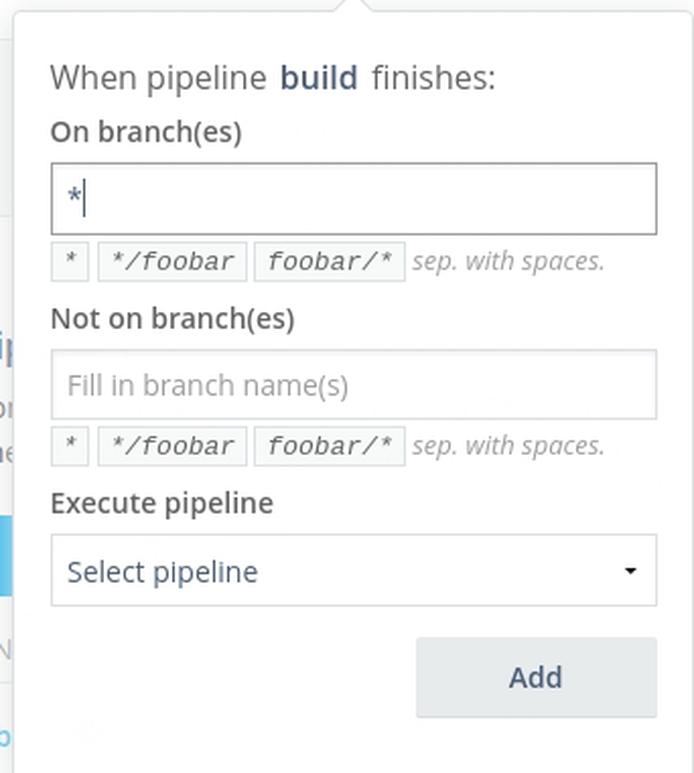 When pipeline build finishes:
On branch(es)
*
* */foobar foobar/* sep. with spaces.
Not on branch(es)
Fill in branch name(s)
* */foobar foobar/* sep. with spaces.
Execute pipeline
Select pipeline
Add